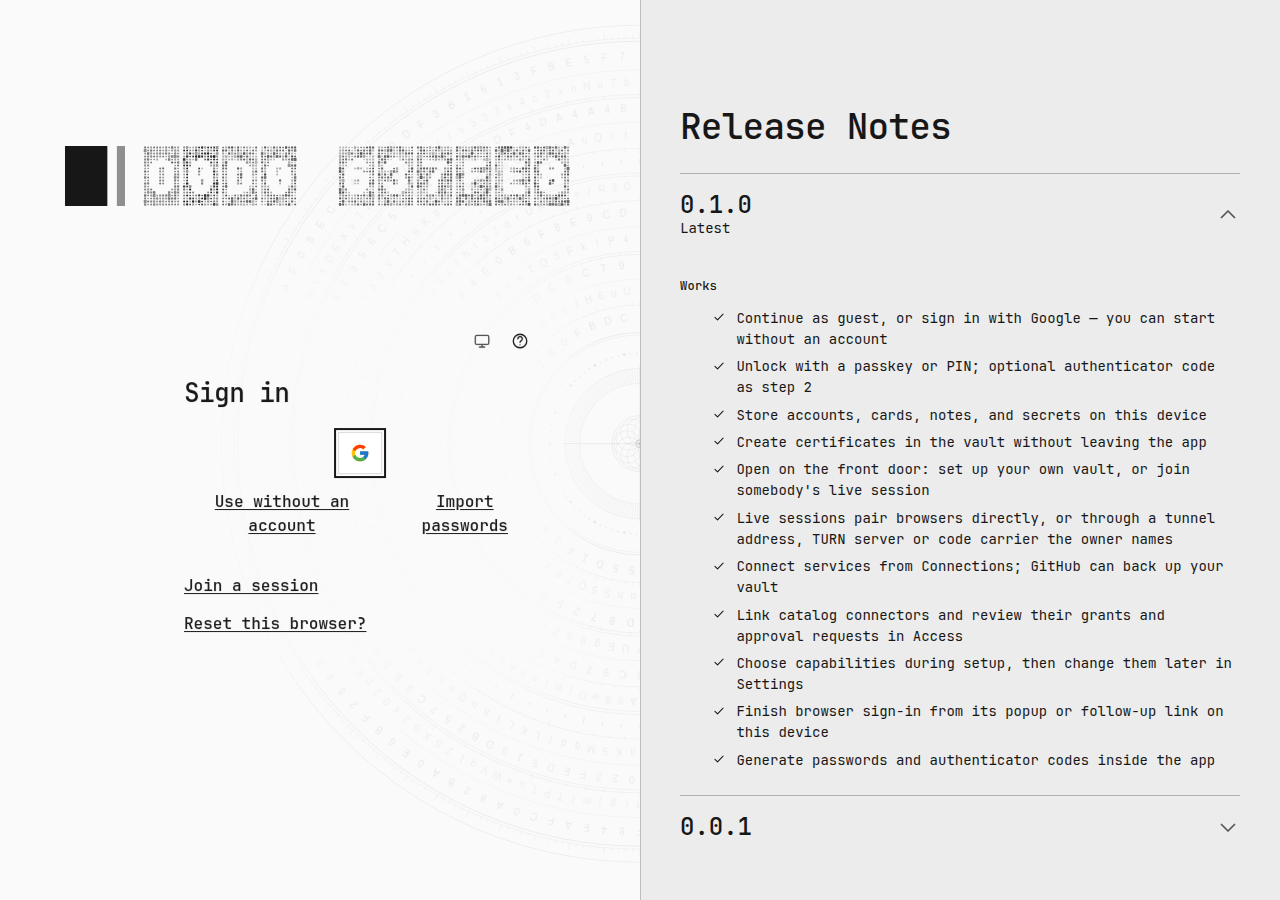 Sign in
Use without an
account
Import
passwords
Join a session
Reset this browser?
Release Notes
0.1.0
Latest
Works
Continue as guest, or sign in with Google — you can start
without an account
Unlock with a passkey or PIN; optional authenticator code
as step 2
Store accounts, cards, notes, and secrets on this device
Create certificates in the vault without leaving the app
Open on the front door: set up your own vault, or join
somebody's live session
Live sessions pair browsers directly, or through a tunnel
address, TURN server or code carrier the owner names
Connect services from Connections; GitHub can back up your
vault
Link catalog connectors and review their grants and
approval requests in Access
Choose capabilities during setup, then change them later in
Settings
Finish browser sign-in from its popup or follow-up link on
this device
Generate passwords and authenticator codes inside the app
0.0.1